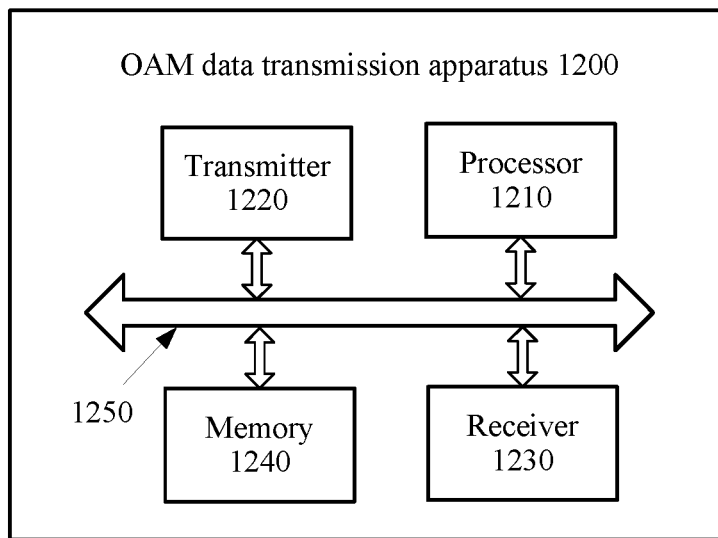 OAM data transmission apparatus 1200
Transmitter
1220
Processor
1210
1250
Memory
1240
Receiver
1230